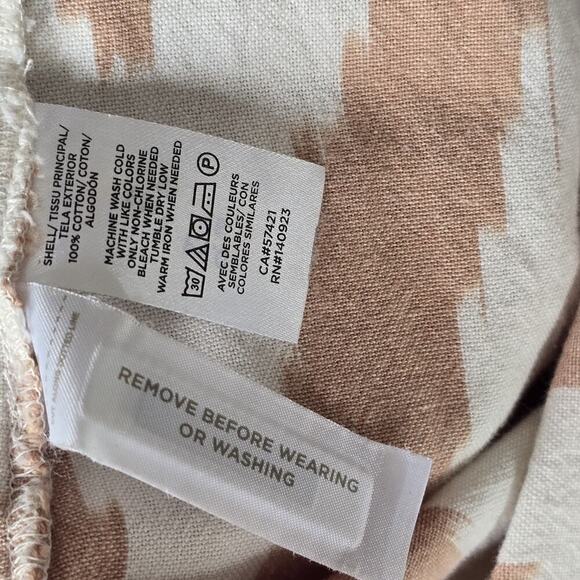 SHELL/ TISSU PRINCIPAL/
TELA EXTERIOR
100% COTTON/ COTON/
ALGODÓN
MACHINE WASH COLD
WITH LIKE COLORS
ONLY NON-CHLORINE
BLEACH WHEN NEEDED
TUMBLE DRY LOW
WARM IRON WHEN NEEDED
30
P
AVEC DES COULEURS
SEMBLABLES/ CON
COLORES SIMILARES
CA#57421
RN#140923
REMOVE BEFORE WEARING
OR WASHING
DOTTED LINE